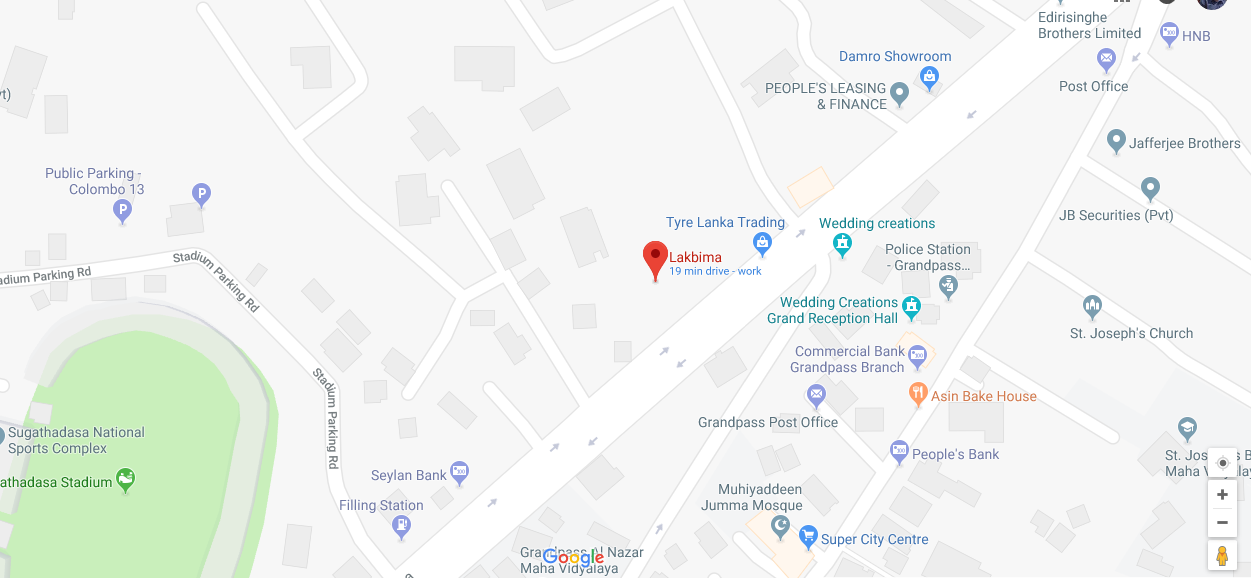 Edirisinghe
Brothers Limited
HNB
Damro Showroom
Post Office
PEOPLE'S LEASING
& FINANCE
Jafferjee Brothers
Public Parking -
Colombo 13
P
P
JB Securities (Pvt)
Tyre Lanka Trading
Wedding creations
Police Station
- Grandpass...
Lakbima
19 min drive - work
Stadium Parking Rd
Wedding Creations
Grand Reception Hall
St. Joseph's Church
Commercial Bank
Grandpass Branch
Stadium Parking Rd
Asin Bake House
Grandpass Post Office
Sugathadasa National
Sports Complex
People's Bank
Seylan Bank
Muhiyaddeen
Jumma Mosque
Filling Station
Super City Centre
Google
Maha Vidyalaya
Maha Vidyalay